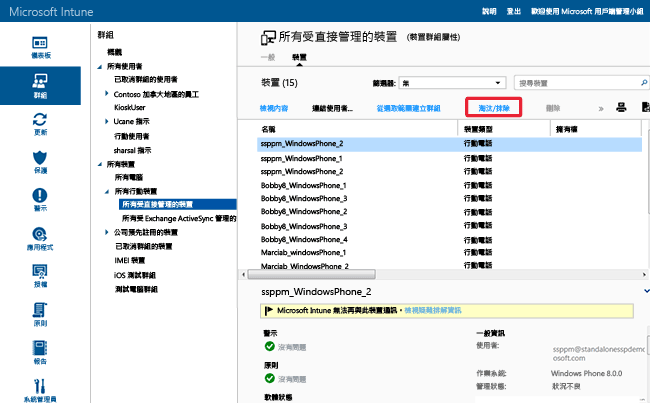 Microsoft Intune
說明 登出 歡迎使用 Microsoft 用戶端管理小組
儀表板
群組
更新
保護
警示
應用程式
授權
原則
報告
系統管理員
群組
概觀
所有使用者
已取消群組的使用者
Contoso 加拿大地區的員工
KioskUser
Ucane 指示
行動使用者
sharsal 指示
所有裝置
所有電腦
所有行動裝置
所有受直接管理的裝置
所有受 Exchange ActiveSync 管理的
公司預先註冊的裝置
已取消群組的裝置
IMEI 裝置
iOS 測試群組
測試電腦群組
所有受直接管理的裝置 (裝置群組屬性)
一般 裝置
裝置 (15) 篩選器: 無 搜尋裝置
檢視內容 連結使用者... 從選取範圍建立群組 淘汰/抹除 刪除 »
名稱 裝置類型 擁有權
ssppm_WindowsPhone_2 行動電話
ssppm_WindowsPhone_1 行動電話
ssppm_WindowsPhone_2 行動電話
Bobby8_WindowsPhone_1 行動電話
Bobby8_WindowsPhone_3 行動電話
Bobby8_WindowsPhone_2 行動電話
Bobby8_WindowsPhone_3 行動電話
Bobby8_WindowsPhone_4 行動電話
Marciab_windowsPhone_1 行動電話
Marciab_WindowsPhone_2 行動電話
ssppm_WindowsPhone_2
Microsoft Intune 無法再與此裝置通訊。檢視疑難排解資訊
警示
沒有問題
原則
沒有問題
軟體狀態
一般資訊
使用者: ssppm@standalonesspdemo
osoft.com
作業系統: Windows Phone 8.0.0
管理狀態: 狀況不良